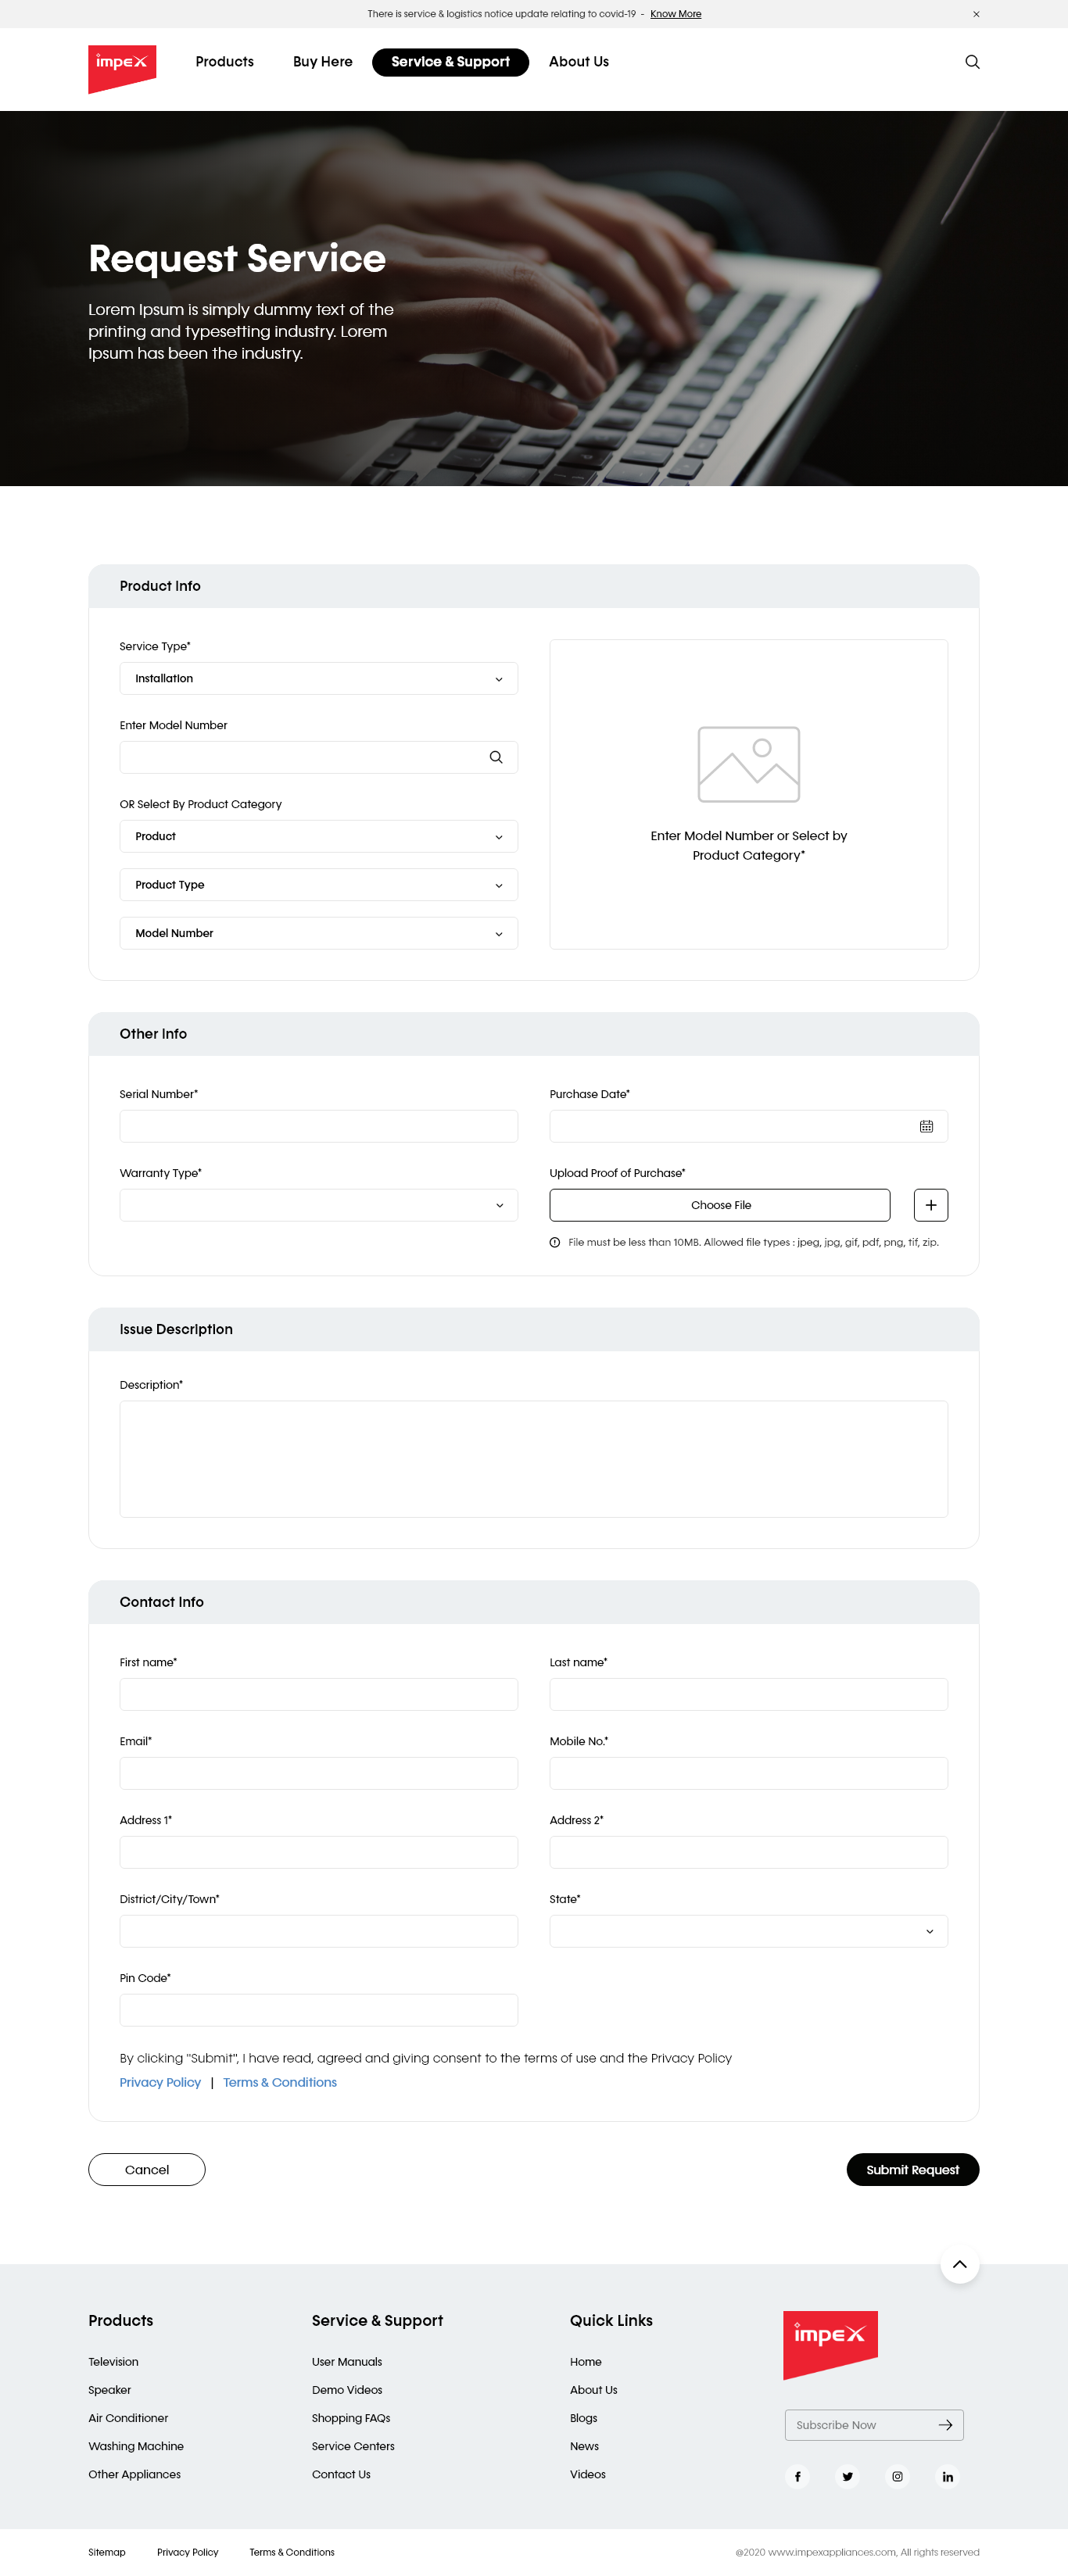 There is service & logistics notice update relating to covid-19 - Know More
impex
Products
Buy Here
Service & Support
About Us
Request Service
Lorem Ipsum is simply dummy text of the
printing and typesetting industry. Lorem
Ipsum has been the industry.
Product Info
Service Type*
Installation
Enter Model Number
OR Select By Product Category
Product
Product Type
Model Number
Enter Model Number or Select by
Product Category*
Other Info
Serial Number*
Purchase Date*
Warranty Type*
Upload Proof of Purchase*
Choose File
File must be less than 10MB. Allowed file types : jpeg, jpg, gif, pdf, png, tif, zip.
Issue Description
Description*
Contact Info
First name*
Last name*
Email*
Mobile No.*
Address 1*
Address 2*
District/City/Town*
State*
Pin Code*
By clicking "Submit", I have read, agreed and giving consent to the terms of use and the Privacy Policy
Privacy Policy | Terms & Conditions
Cancel
Submit Request
Products
Television
Speaker
Air Conditioner
Washing Machine
Other Appliances
Service & Support
User Manuals
Demo Videos
Shopping FAQs
Service Centers
Contact Us
Quick Links
Home
About Us
Blogs
News
Videos
impex
Subscribe Now
Sitemap
Privacy Policy
Terms & Conditions
@2020 www.impexappliances.com, All rights reserved